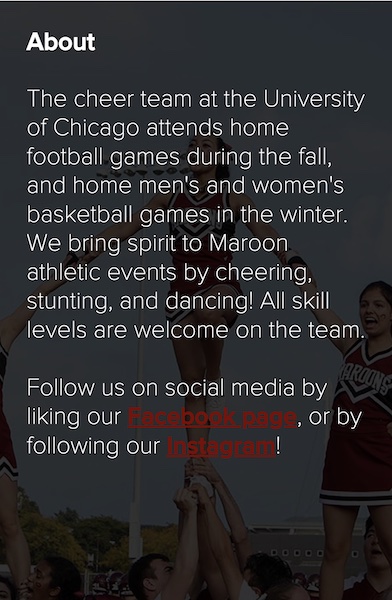 About
The cheer team at the University
of Chicago attends home
football games during the fall,
and home men's and women's
basketball games in the winter.
We bring spirit to Maroon
athletic events by cheering,
stunting, and dancing! All skill
levels are welcome on the team.
Follow us on social media by
liking our Facebook page, or by
following our Instagram!
MAROONS